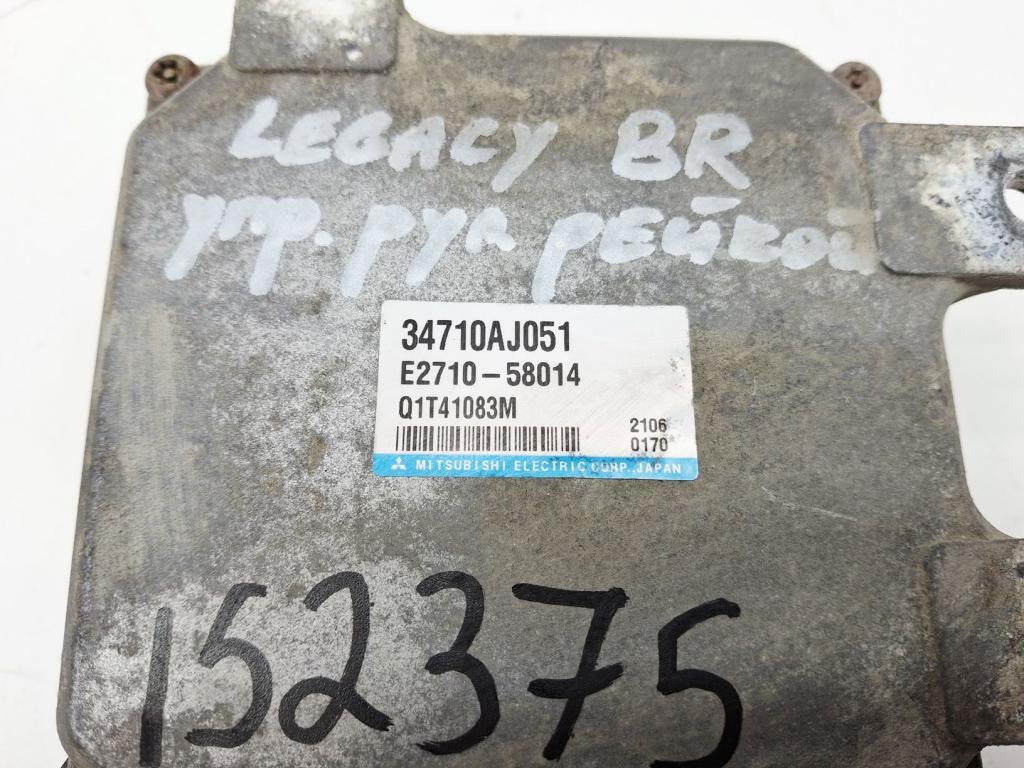 LEGACY BR
упр. рул рейкой
34710AJ051
E2710-58014
Q1T41083M
2106
0170
MITSUBISHI ELECTRIC CORP., JAPAN
152375